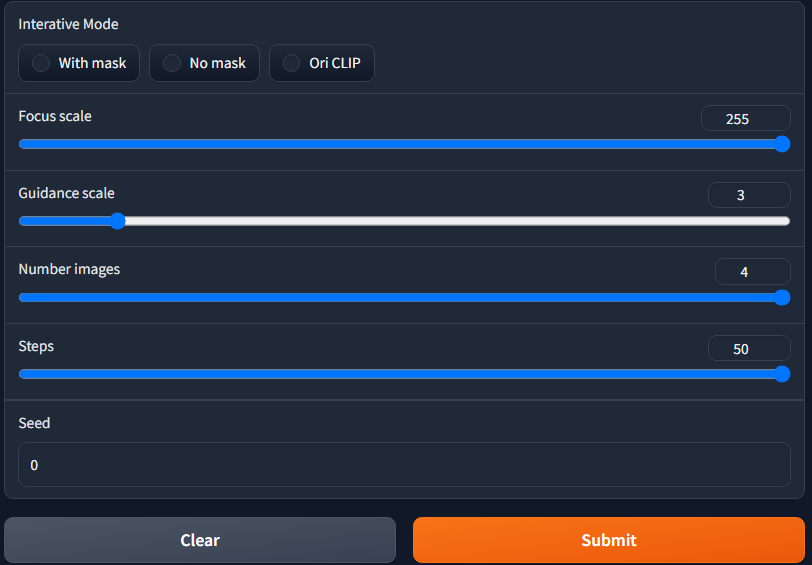 Interative Mode
With mask No mask Ori CLIP
Focus scale 255
Guidance scale 3
Number images 4
Steps 50
Seed
0
Clear Submit